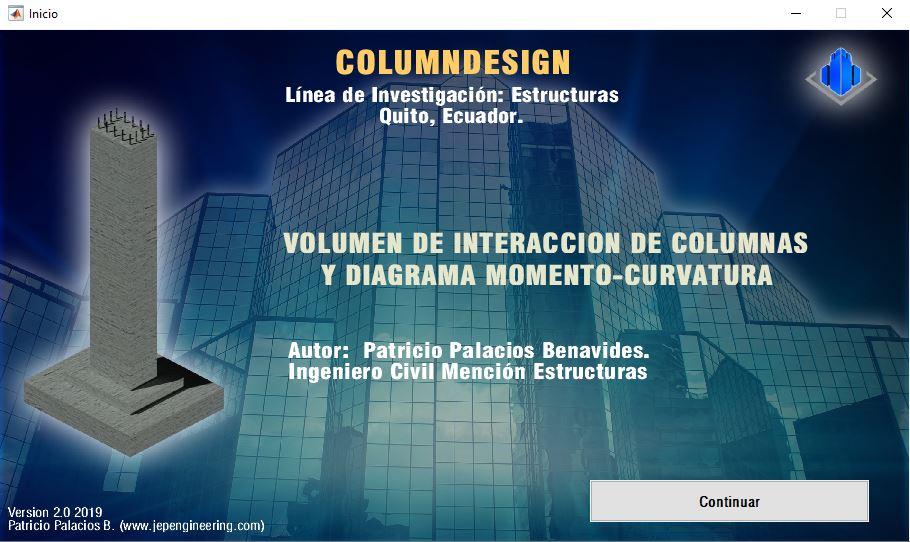 Inicio
COLUMNDESIGN
Línea de Investigación: Estructuras
Quito, Ecuador.
VOLUMEN DE INTERACCION DE COLUMNAS
Y DIAGRAMA MOMENTO-CURVATURA
Autor: Patricio Palacios Benavides.
Ingeniero Civil Mención Estructuras
Continuar
Version 2.0 2019
Patricio Palacios B. (www.jepengineering.com)